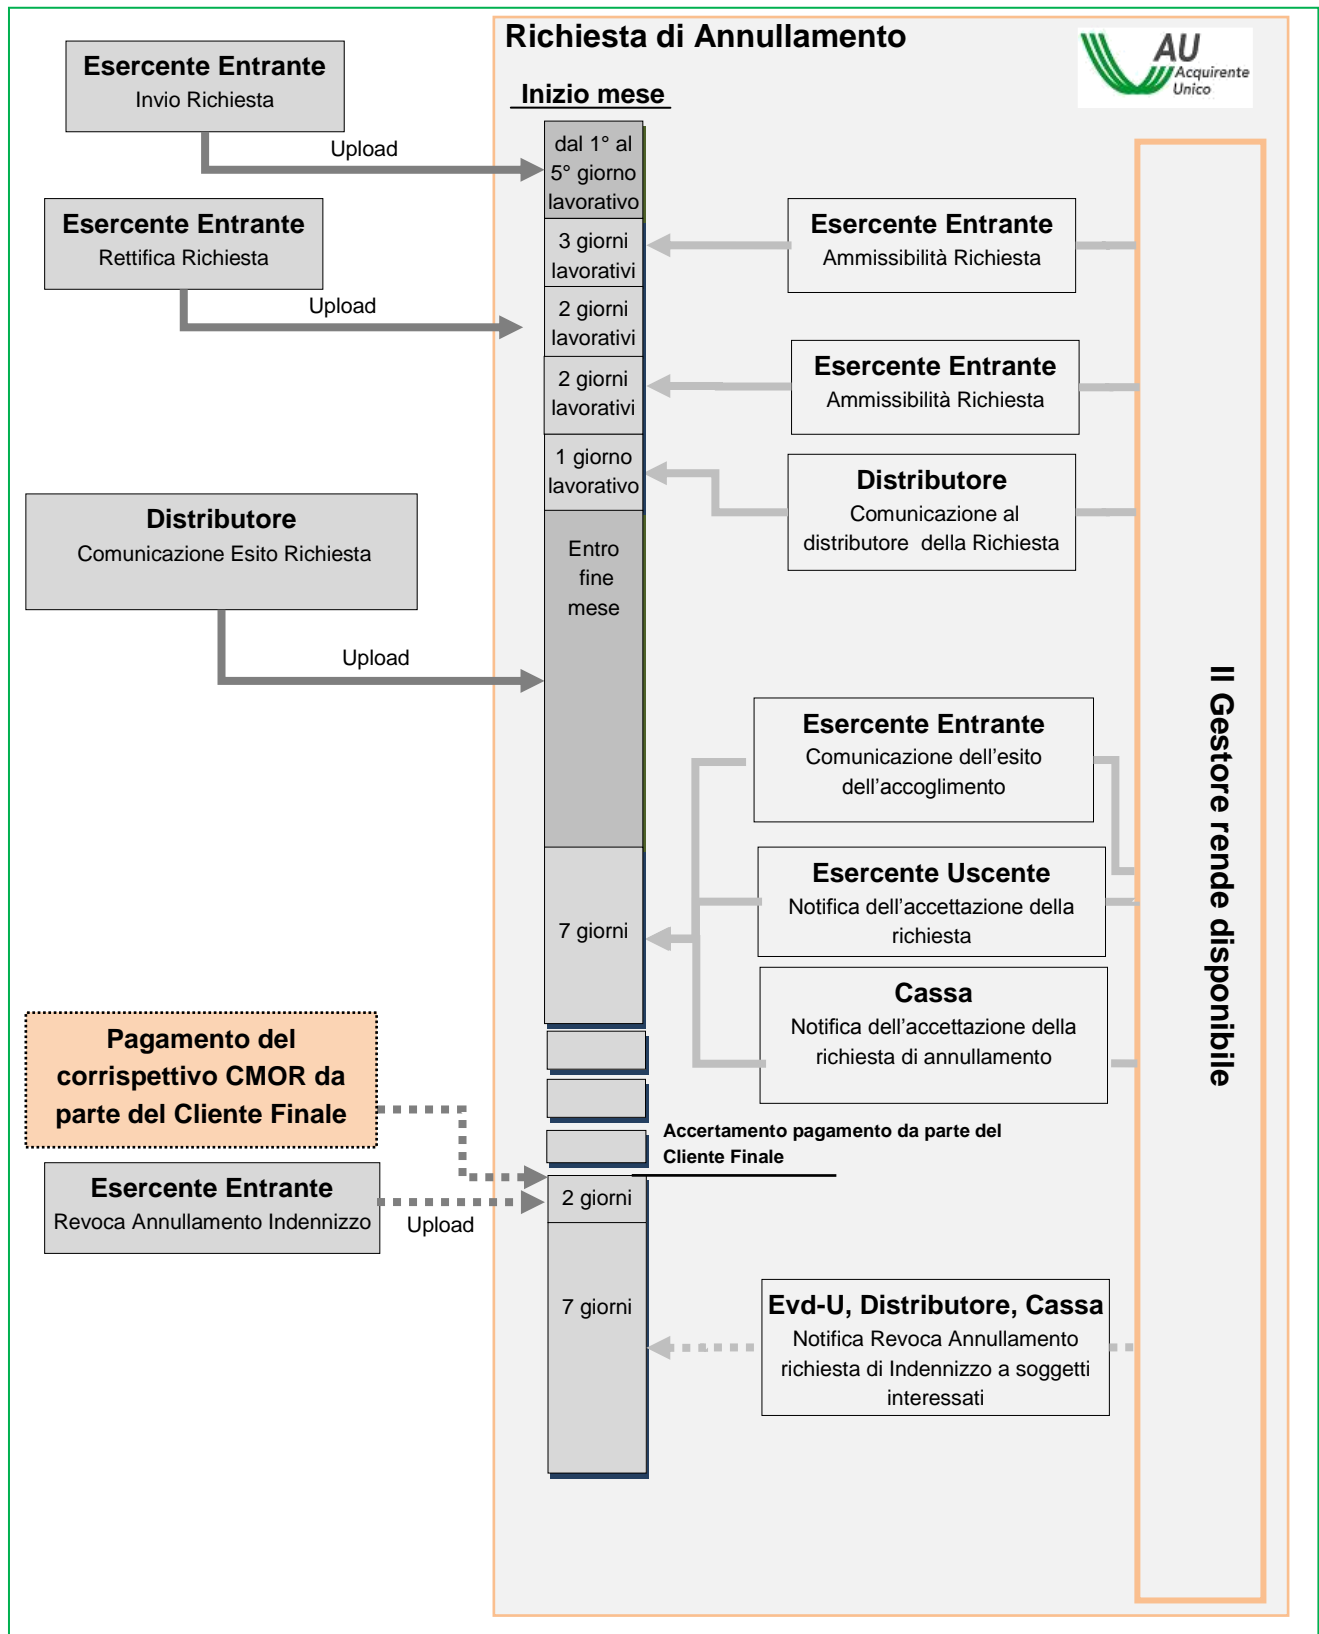 Richiesta di Annullamento
AU
Acquirente
Unico
Inizio mese
Esercente Entrante
Invio Richiesta
Upload
dal 1° al
5° giorno
lavorativo
Esercente Entrante
Rettifica Richiesta
Upload
3 giorni
lavorativi
Esercente Entrante
Ammissibilità Richiesta
2 giorni
lavorativi
2 giorni
lavorativi
Esercente Entrante
Ammissibilità Richiesta
1 giorno
lavorativo
Distributore
Comunicazione al
distributore della Richiesta
Distributore
Comunicazione Esito Richiesta
Upload
Entro
fine
mese
Il Gestore rende disponibile
Esercente Entrante
Comunicazione dell’esito
dell’accoglimento
Esercente Uscente
Notifica dell’accettazione della
richiesta
7 giorni
Cassa
Notifica dell’accettazione della
richiesta di annullamento
Pagamento del
corrispettivo CMOR da
parte del Cliente Finale
Accertamento pagamento da parte del
Cliente Finale
Esercente Entrante
Revoca Annullamento Indennizzo
Upload
2 giorni
7 giorni
Evd-U, Distributore, Cassa
Notifica Revoca Annullamento
richiesta di Indennizzo a soggetti
interessati